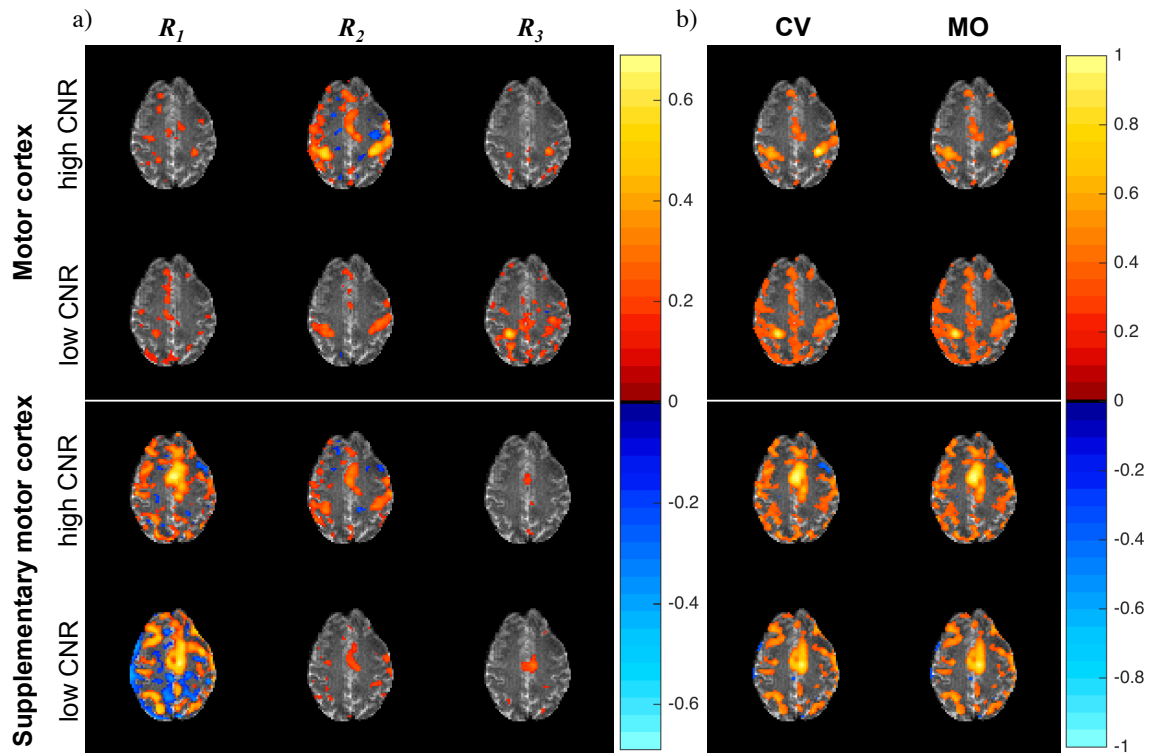 a)
R1 R2 R3
b)
CV MO
Motor cortex
high CNR
low CNR
Supplementary motor cortex
high CNR
low CNR
0.6
0.4
0.2
0
-0.2
-0.4
-0.6
1
0.8
0.6
0.4
0.2
0
-0.2
-0.4
-0.6
-0.8
-1